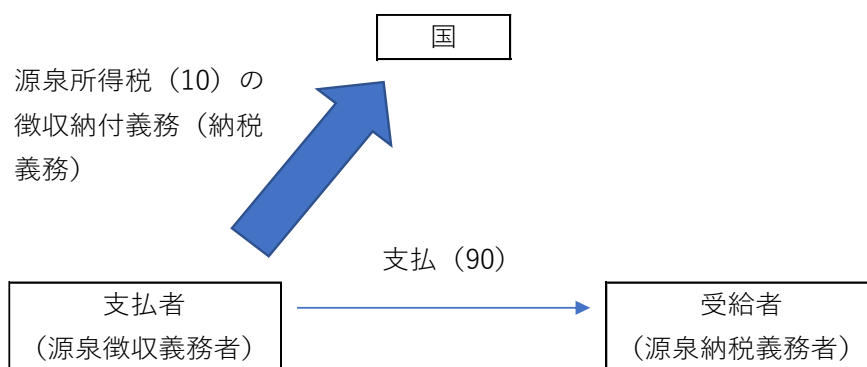 国
源泉所得税（10）の
徴収納付義務（納税
義務）
支払（90）
支払者
（源泉徴収義務者）
受給者
（源泉納税義務者）